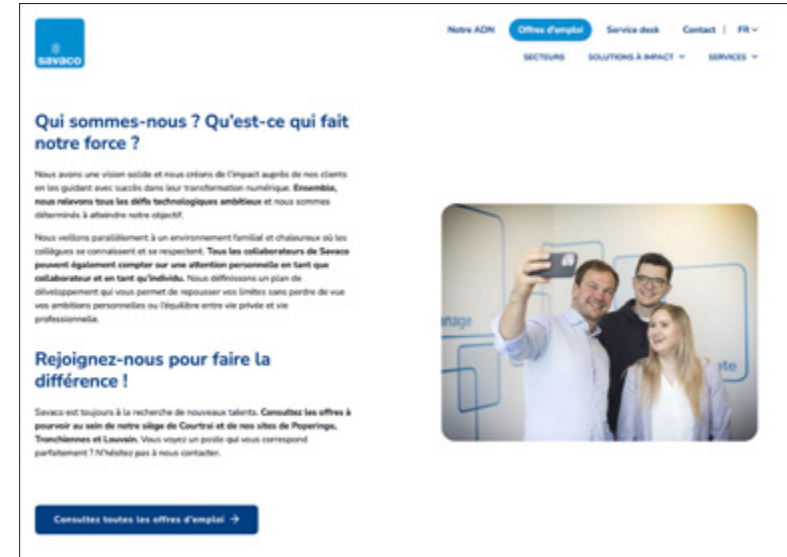 savaco
Notre ADN
Offres d'emploi
Service desk
Contact | FR
SECTEURS
SOLUTIONS À IMPACT
SERVICES
Qui sommes-nous ? Qu'est-ce qui fait
notre force ?
Nous avons une vision solide et nous créons de l'impact auprès de nos clients
en les guidant avec succès dans leur transformation numérique. Ensemble,
nous relevons tous les défis technologiques ambitieux et nous sommes
déterminés à atteindre notre objectif.
Nous veillons parallèlement à un environnement familial et chaleureux où les
collègues se connaissent et se respectent. Tous les collaborateurs de Savaco
peuvent également compter sur une attention personnelle en tant que
collaborateur et en tant qu'individu. Nous définissons un plan de
développement qui vous permet de repousser vos limites sans perdre de vue
vos ambitions personnelles ou l'équilibre entre vie privée et vie
professionnelle.
Rejoignez-nous pour faire la
différence !
Savaco est toujours à la recherche de nouveaux talents. Consultez les offres à
pourvoir au sein de notre siège de Courtrai et de nos sites de Poperinge,
Tronchiennes et Louvain. Vous voyez un poste qui vous correspond
parfaitement ? N'hésitez pas à nous contacter.
Consultez toutes les offres d'emploi →